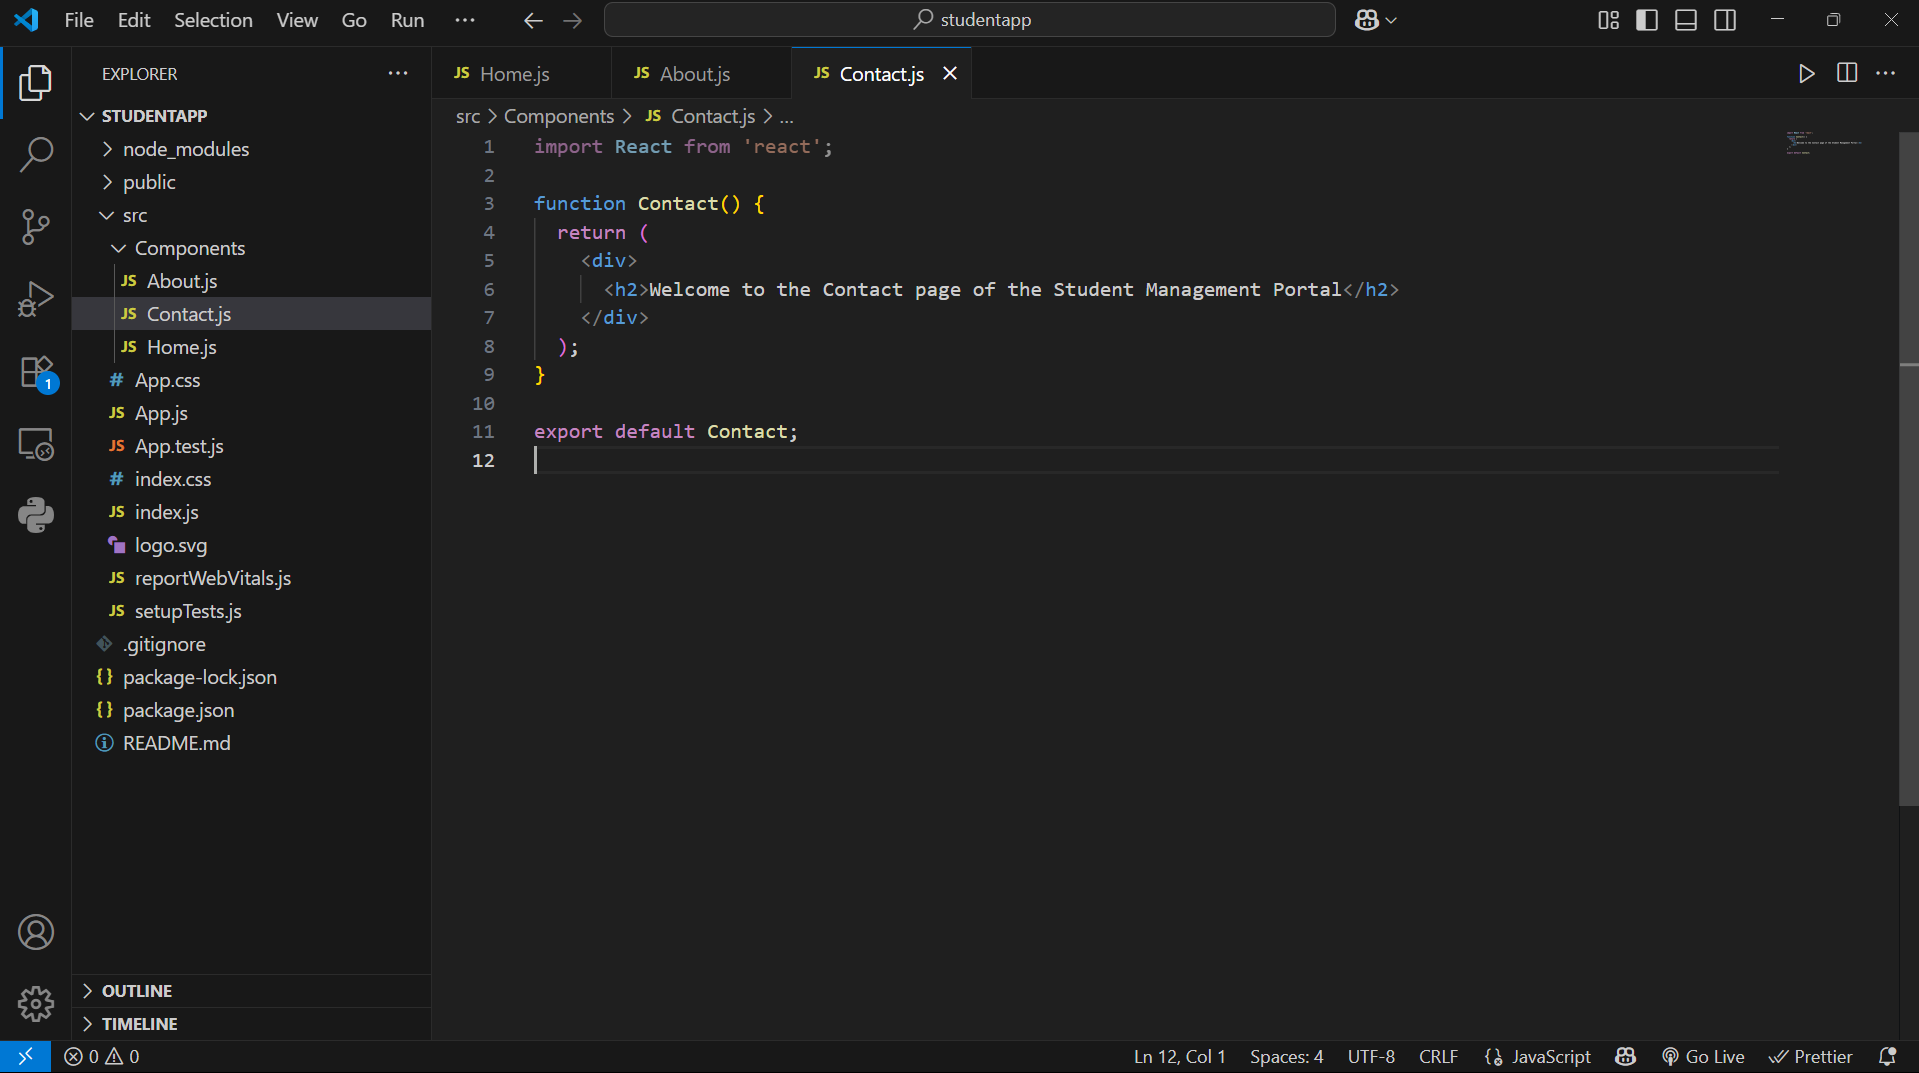 File Edit Selection View Go Run ··· studentapp
EXPLORER ···
STUDENTAPP
node_modules
public
src
Components
JS About.js
JS Contact.js
JS Home.js
# App.css
JS App.js
JS App.test.js
# index.css
JS index.js
logo.svg
JS reportWebVitals.js
JS setupTests.js
.gitignore
{} package-lock.json
{} package.json
README.md
OUTLINE
TIMELINE
1
JS Home.js JS About.js JS Contact.js
src > Components > JS Contact.js > ...
1 import React from 'react';
2
3 function Contact() {
4 return (
5 <div>
6 <h2>Welcome to the Contact page of the Student Management Portal</h2>
7 </div>
8 );
9 }
10
11 export default Contact;
12
0 0 Ln 12, Col 1 Spaces: 4 UTF-8 CRLF {} JavaScript Go Live Prettier